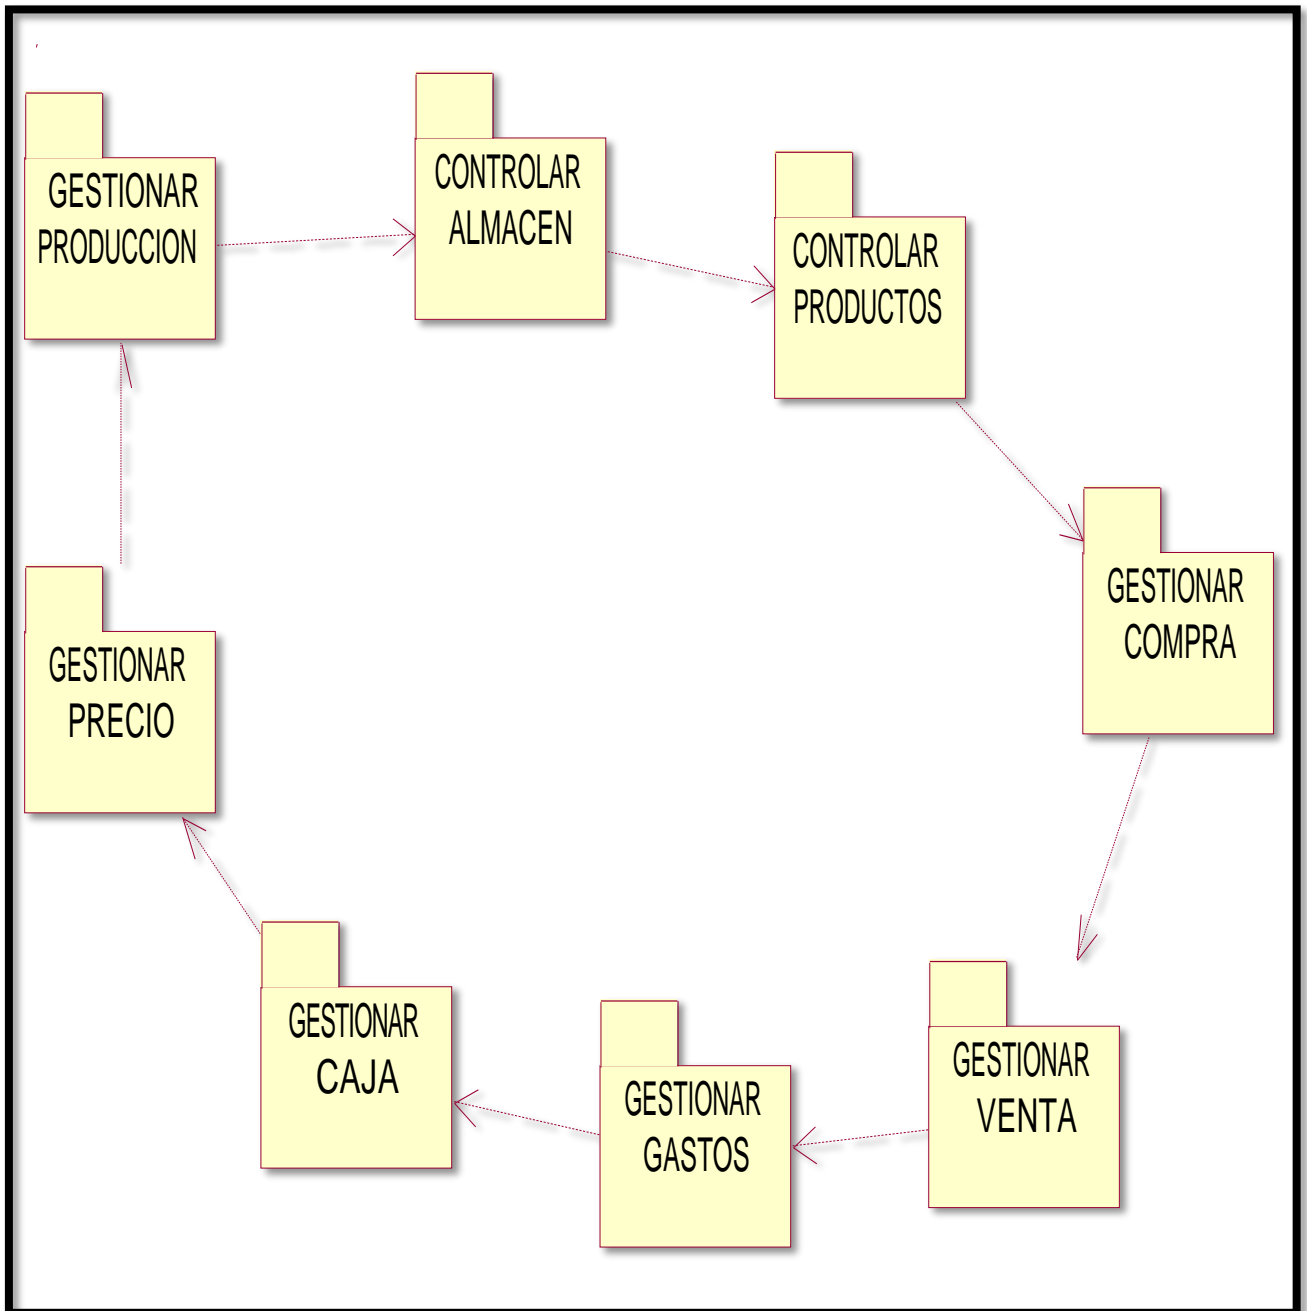 GESTIONAR
PRODUCCION
CONTROLAR
ALMACEN
CONTROLAR
PRODUCTOS
GESTIONAR
COMPRA
GESTIONAR
VENTA
GESTIONAR
GASTOS
GESTIONAR
CAJA
GESTIONAR
PRECIO